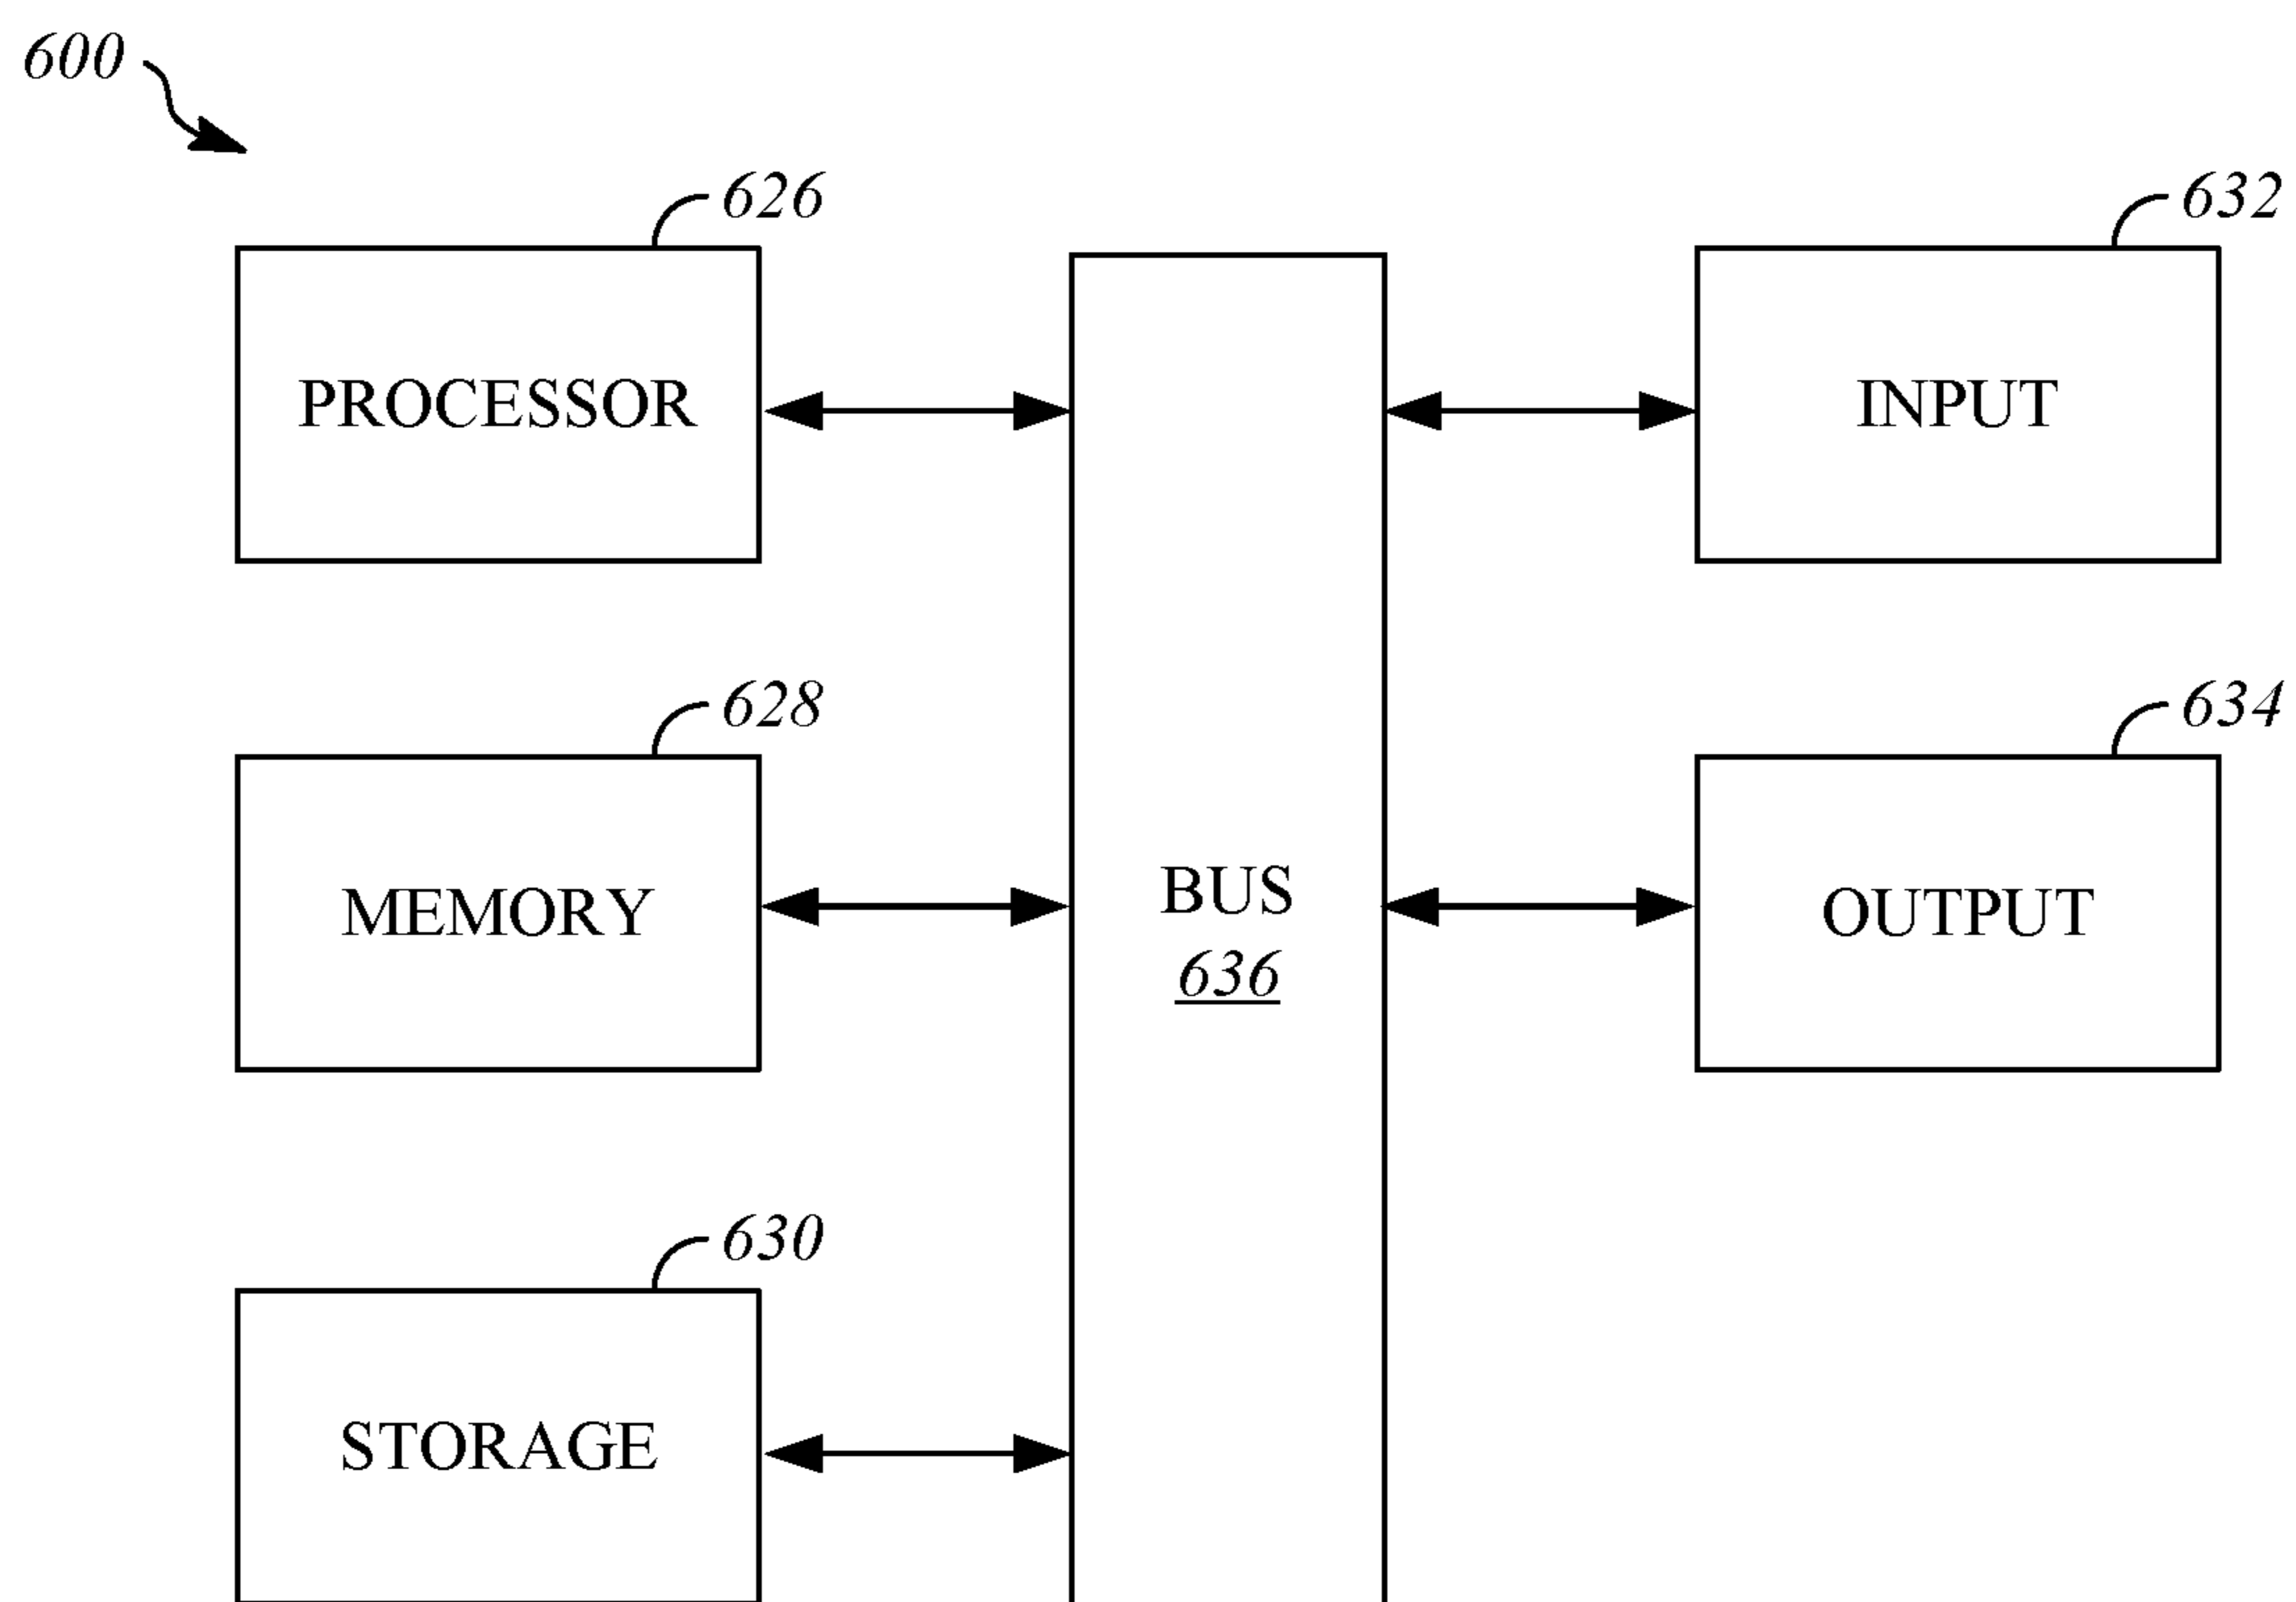 600
626
632
PROCESSOR
INPUT
628
634
MEMORY
BUS
636
OUTPUT
630
STORAGE